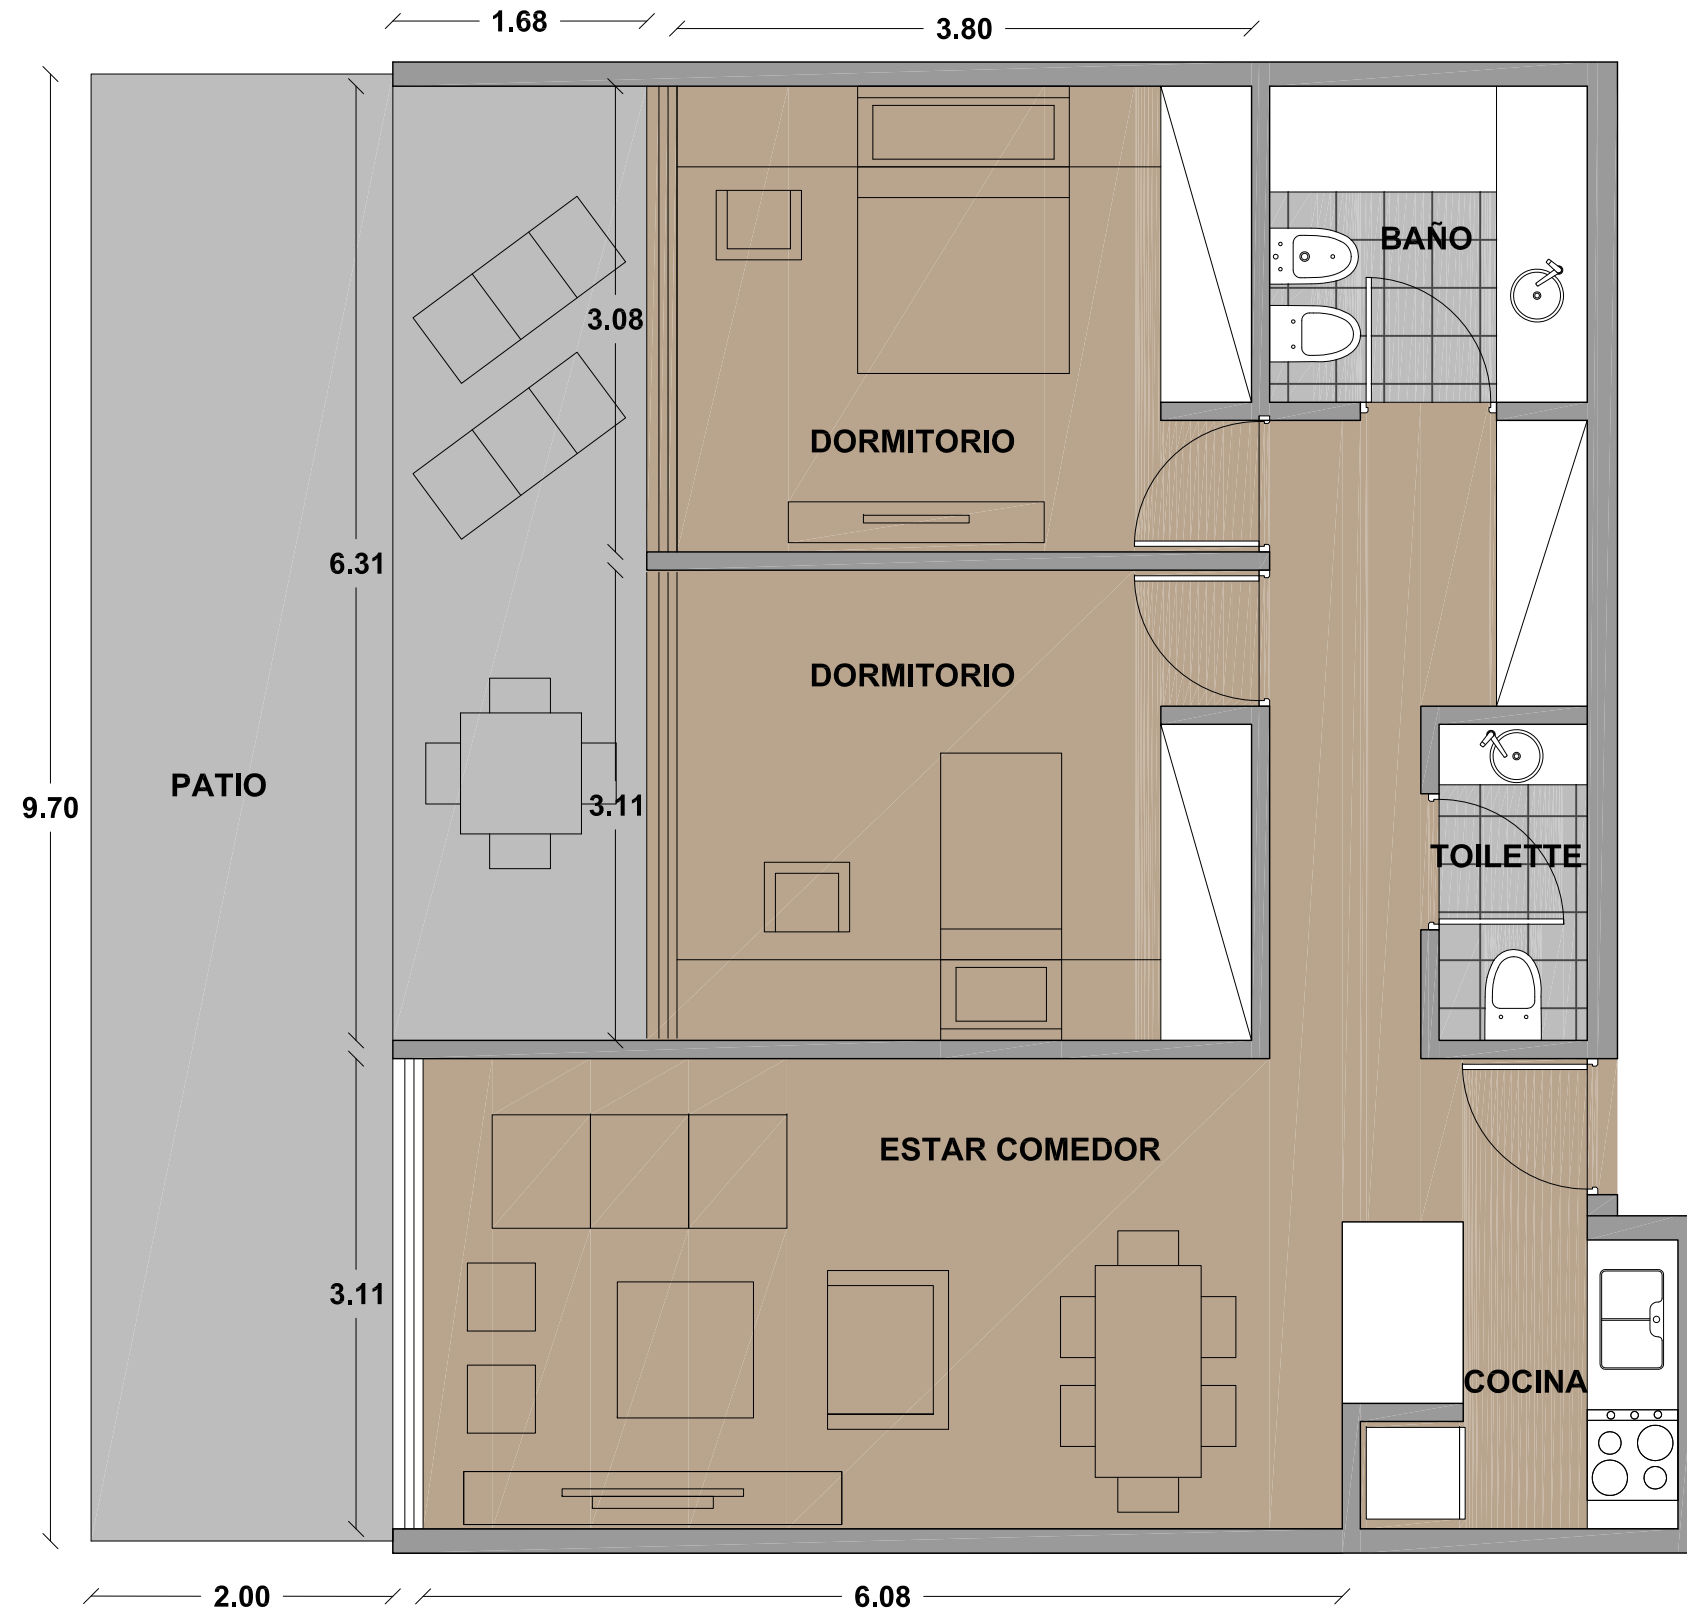 1.68
3.80
BAÑO
3.08
DORMITORIO
6.31
DORMITORIO
PATIO
9.70
3.11
TOILETTE
ESTAR COMEDOR
3.11
COCINA
2.00
6.08